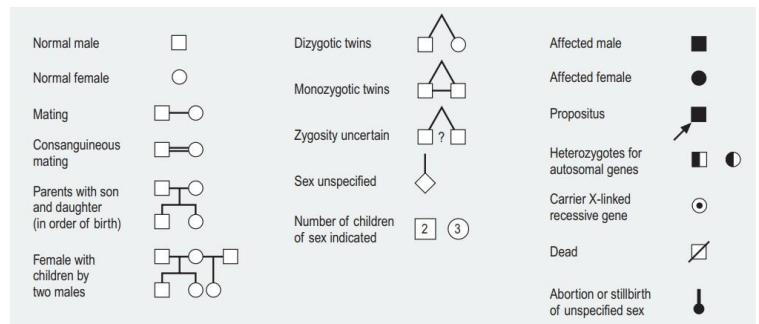 Normal male
Normal female
Mating
Consanguineous
mating
Parents with son
and daughter
(in order of birth)
Female with
children by
two males
Dizygotic twins
Monozygotic twins
Zygosity uncertain
?
Sex unspecified
Number of children
of sex indicated
2 3
Affected male
Affected female
Propositus
Heterozygotes for
autosomal genes
Carrier X-linked
recessive gene
Dead
Abortion or stillbirth
of unspecified sex